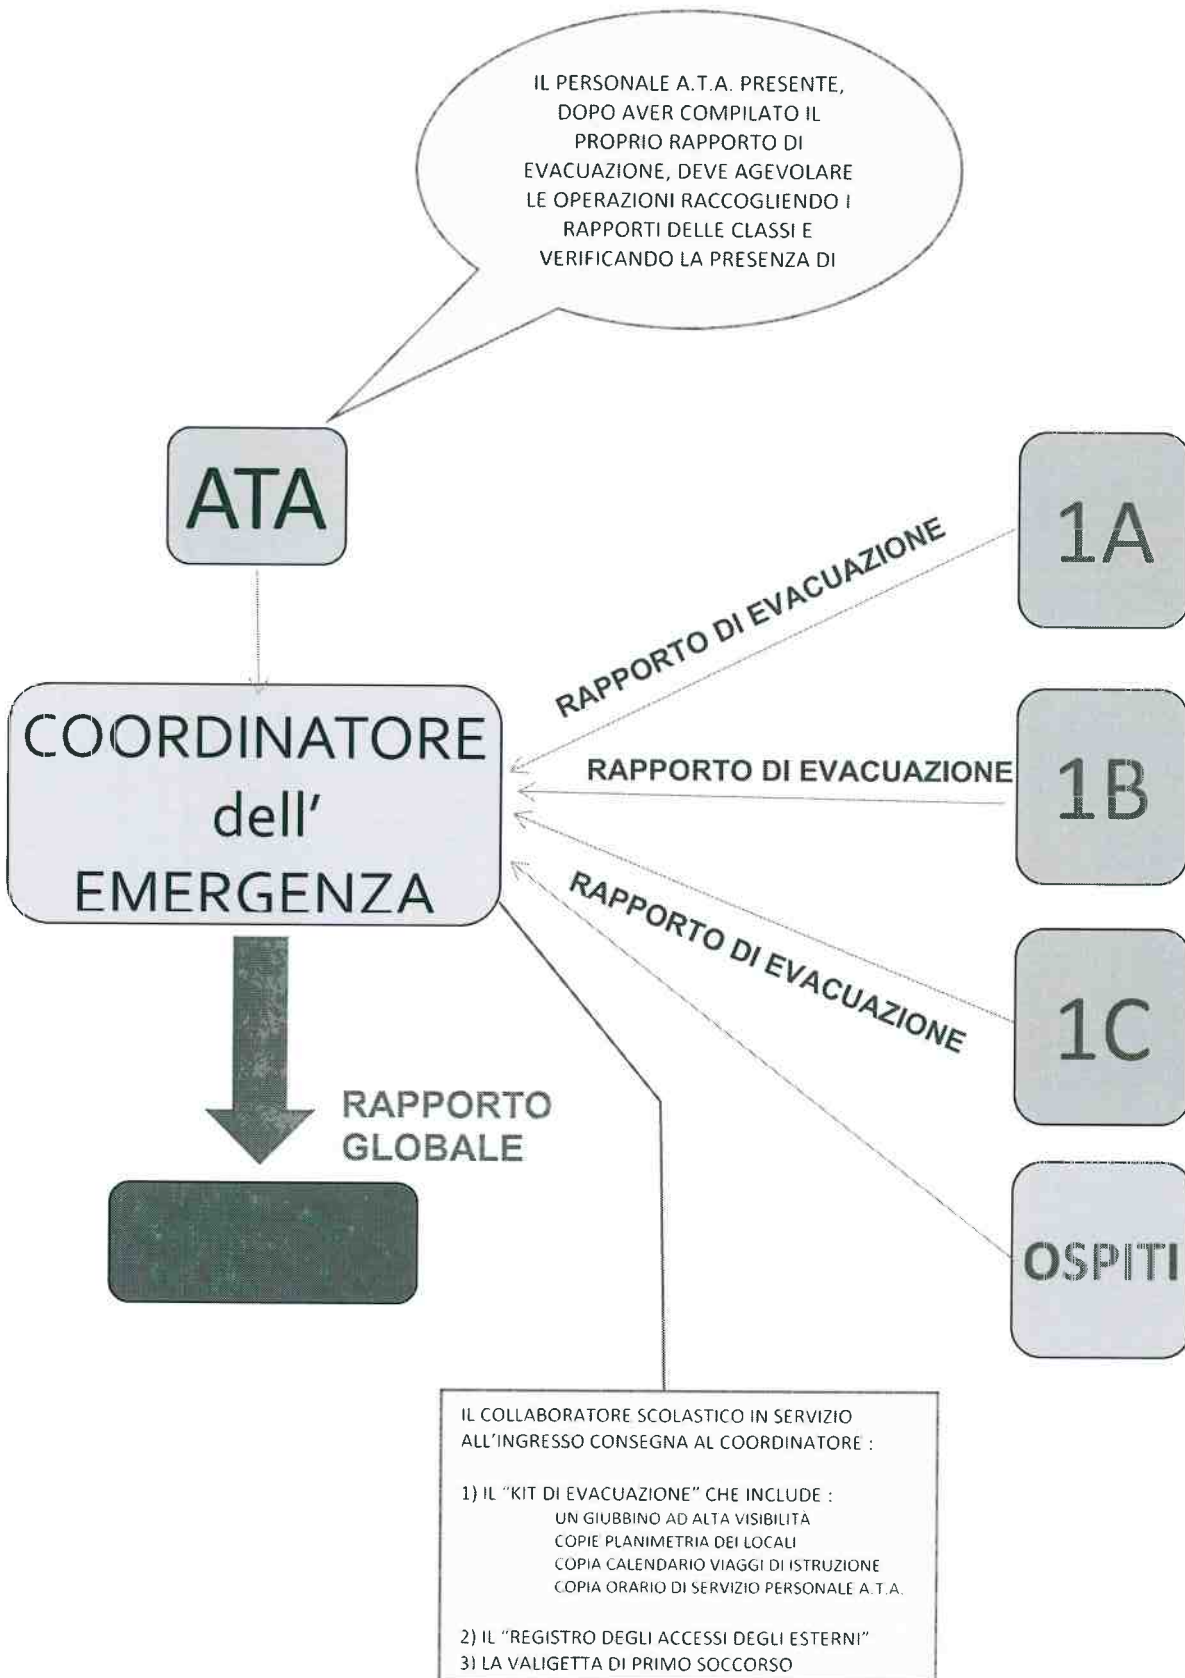 IL PERSONALE A.T.A. PRESENTE,
DOPO AVER COMPILATO IL
PROPRIO RAPPORTO DI
EVACUAZIONE, DEVE AGEVOLARE
LE OPERAZIONI RACCOGLIENDO I
RAPPORTI DELLE CLASSI E
VERIFICANDO LA PRESENZA DI
ATA
1A
RAPPORTO DI EVACUAZIONE
COORDINATORE
dell'
EMERGENZA
RAPPORTO DI EVACUAZIONE
1B
RAPPORTO DI EVACUAZIONE
1C
RAPPORTO
GLOBALE
OSPITI
IL COLLABORATORE SCOLASTICO IN SERVIZIO
ALL'INGRESSO CONSEGNA AL COORDINATORE :
1) IL "KIT DI EVACUAZIONE" CHE INCLUDE :
UN GIUBBINO AD ALTA VISIBILITÀ
COPIE PLANIMETRIA DEI LOCALI
COPIA CALENDARIO VIAGGI DI ISTRUZIONE
COPIA ORARIO DI SERVIZIO PERSONALE A.T.A.
2) IL "REGISTRO DEGLI ACCESSI DEGLI ESTERNI"
3) LA VALIGETTA DI PRIMO SOCCORSO